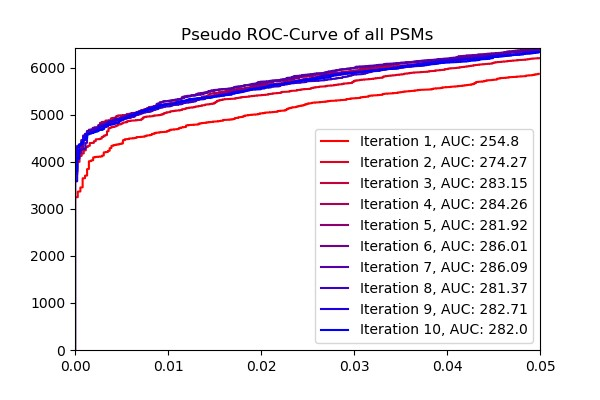 Pseudo ROC-Curve of all PSMs
6000
5000
4000
3000
2000
1000
0
Iteration 1, AUC: 254.8
Iteration 2, AUC: 274.27
Iteration 3, AUC: 283.15
Iteration 4, AUC: 284.26
Iteration 5, AUC: 281.92
Iteration 6, AUC: 286.01
Iteration 7, AUC: 286.09
Iteration 8, AUC: 281.37
Iteration 9, AUC: 282.71
Iteration 10, AUC: 282.0
0.00 0.01 0.02 0.03 0.04 0.05